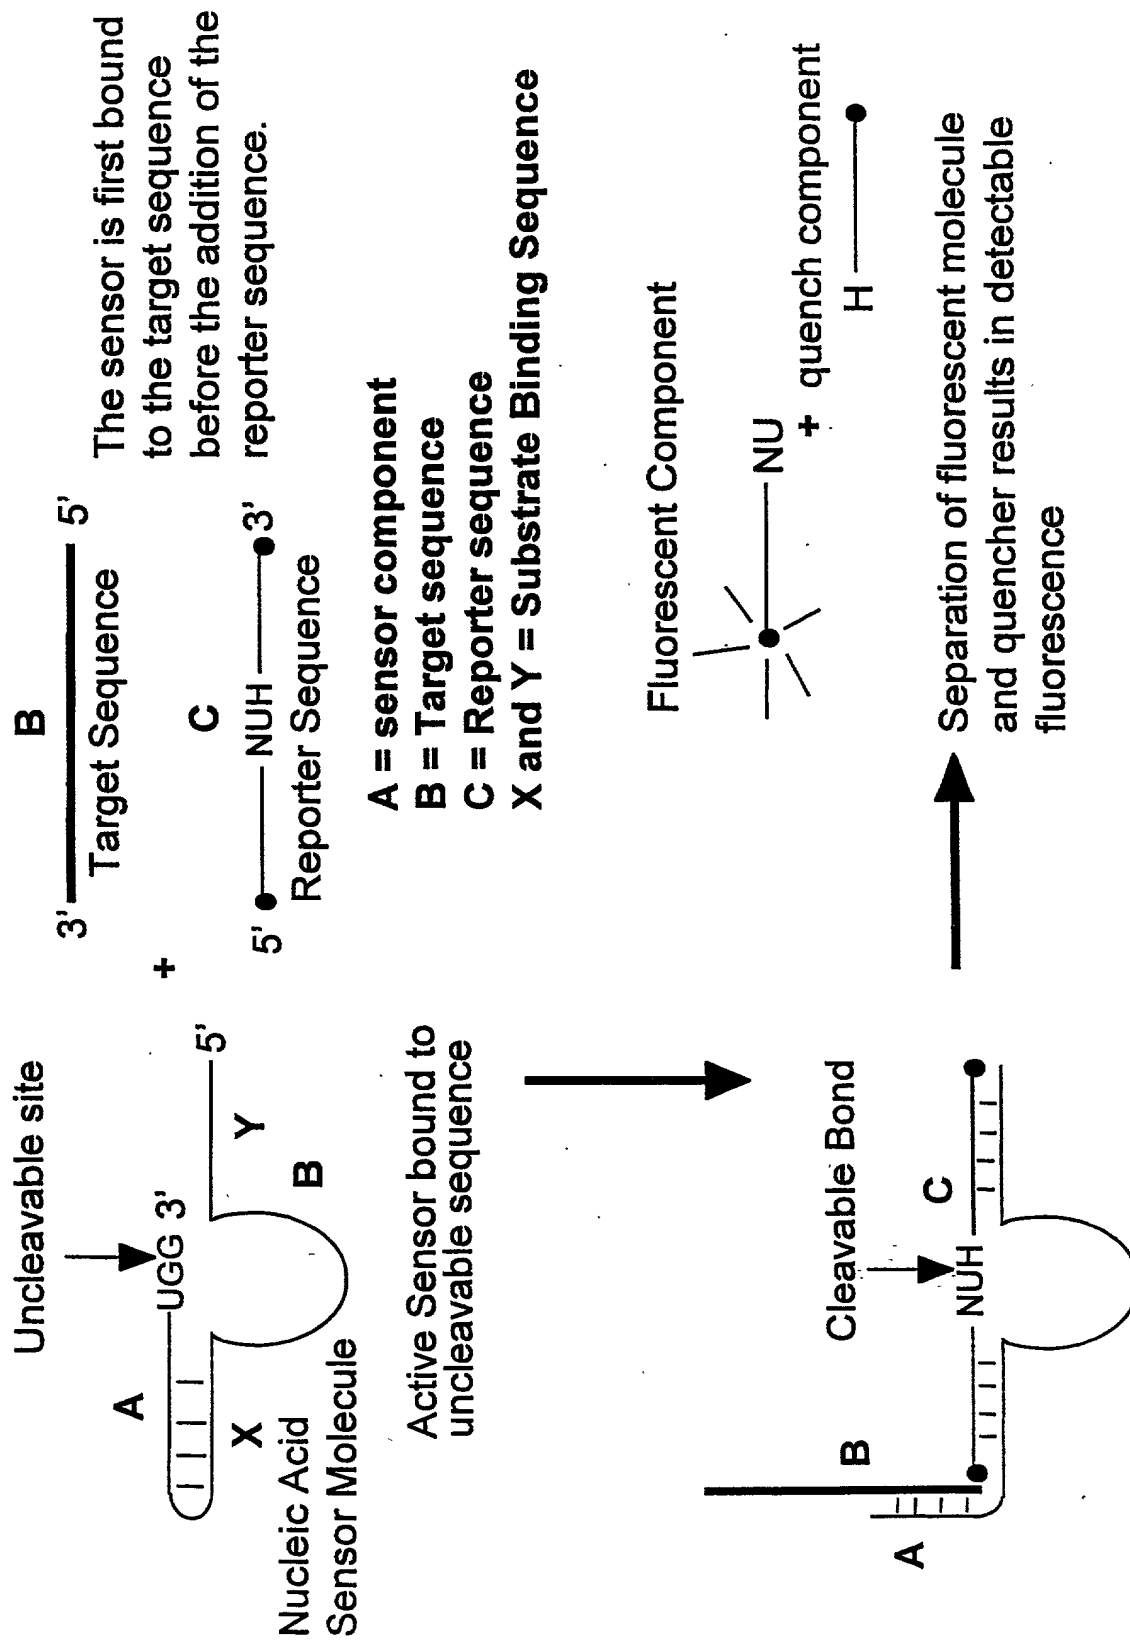 Uncleavable site
UGG 3'
A
X
Y
5'
B
Nucleic Acid
Sensor Molecule
+
B
3'
5'
Target Sequence
C
5'
NUH
3'
Reporter Sequence
The sensor is first bound
to the target sequence
before the addition of the
reporter sequence.
A = sensor component
B = Target sequence
C = Reporter sequence
X and Y = Substrate Binding Sequence
Active Sensor bound to
uncleavable sequence
Cleavable Bond
NUH
C
B
A
Fluorescent Component
NU
+ quench component
H
Separation of fluorescent molecule
and quencher results in detectable
fluorescence